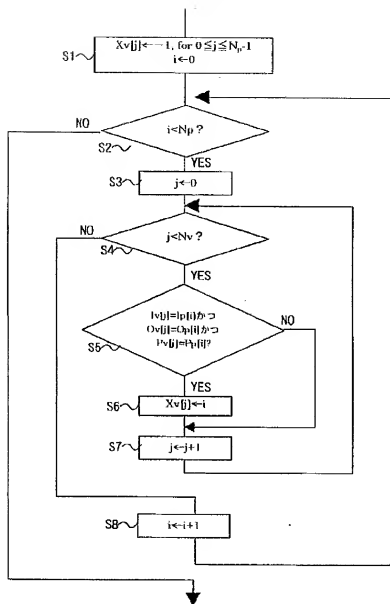 S1
Xv[j]←-1, for 0≦j≦Np-1
i←0
NO
i<Np ?
S2
YES
S3
j←0
NO
j<Nv ?
S4
YES
Iv[j]=Ip[i]かつ
Ov[j]=Op[i]かつ
Pv[j]=Pp[i]?
NO
S5
YES
S6
Xv[j]←i
S7
j←j+1
S8
i←i+1